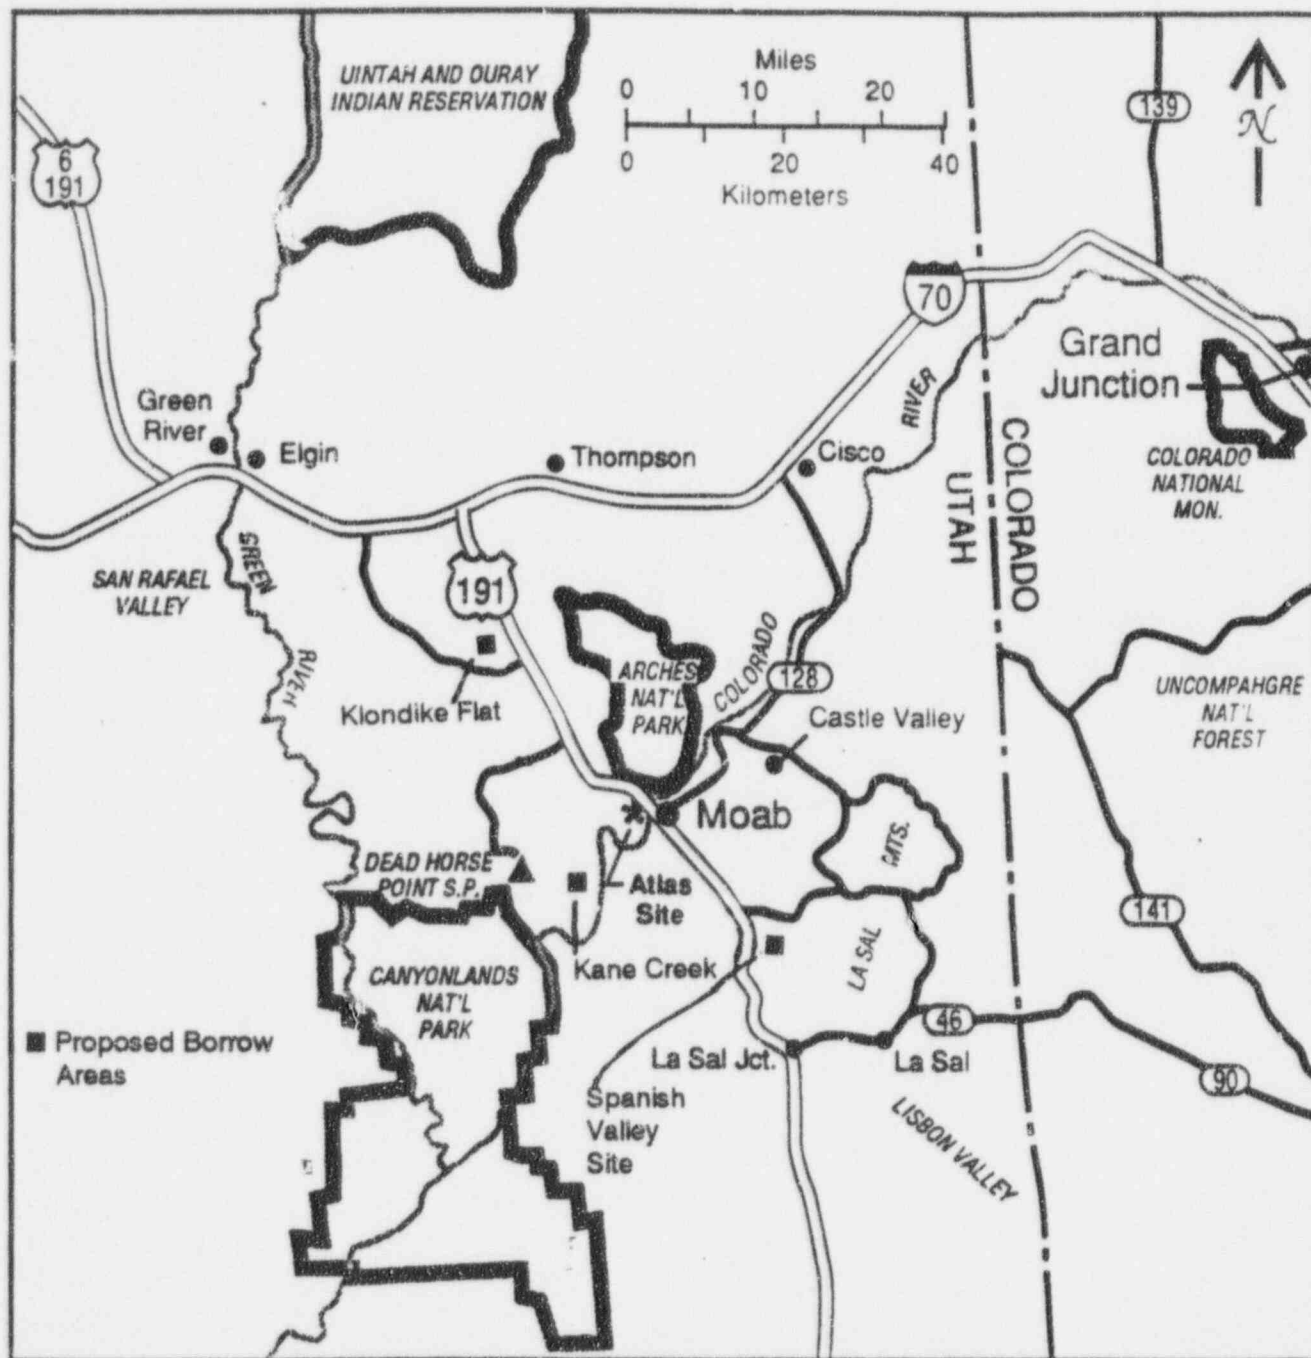 UINTAH AND OURAY
INDIAN RESERVATION
Miles
0 10 20
0 20 40
Kilometers
139
N
6
191
70
Grand
Junction
Green
River
Elgin
Thompson
Cisco
RIVER
COLORADO
UTAH
COLORADO
NATIONAL
MON.
SAN RAFAEL
VALLEY
GREEN
RIVER
191
ARCHES
NAT'L
PARK
COLORADO
128
UNCOMPAHGRE
NAT'L
FOREST
Klondike Flat
Castle Valley
Moab
MTS.
DEAD HORSE
POINT S.P.
Atlas
Site
141
CANYONLANDS
NAT'L
PARK
Kane Creek
LA SAL
46
Proposed Borrow
Areas
La Sal Jct.
La Sal
90
Spanish
Valley
Site
LISBON VALLEY